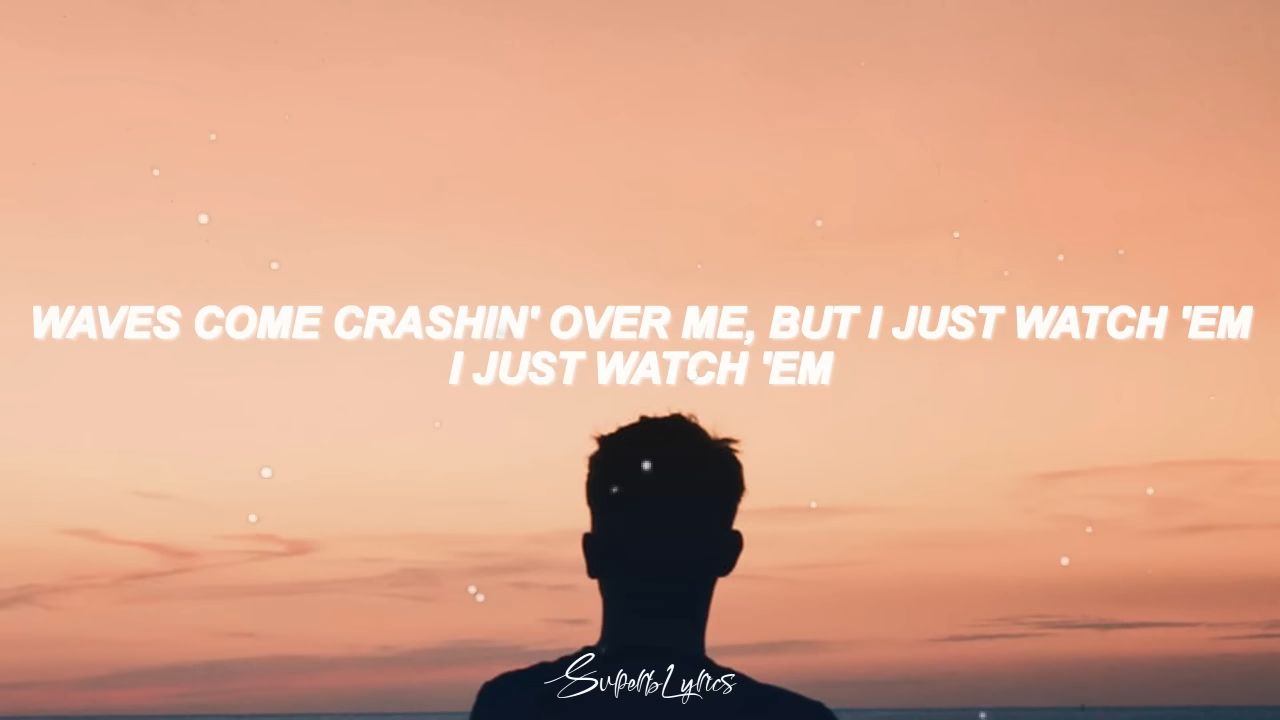 WAVES COME CRASHIN' OVER ME, BUT I JUST WATCH 'EM
I JUST WATCH 'EM
SuperbLyrics